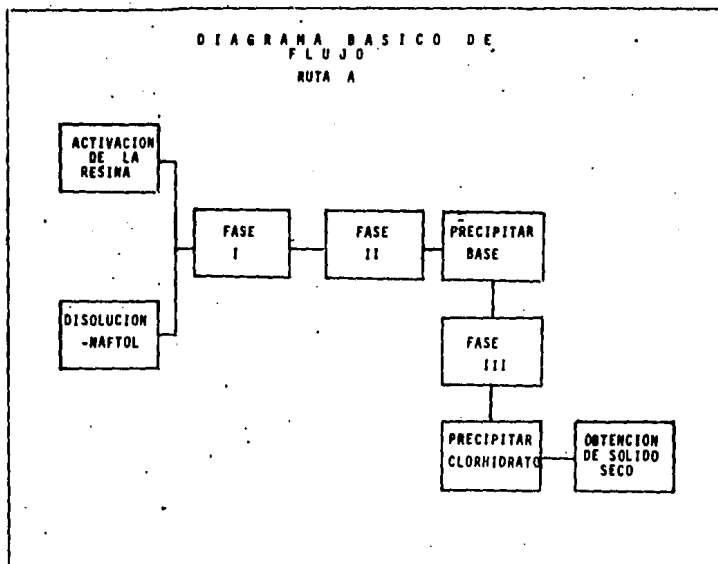 DIAGRAMA BASICO DE
FLUJO
RUTA A
ACTIVACION
DE LA
RESINA
DISOLUCION
-NAFTOL
FASE
I
FASE
II
PRECIPITAR
BASE
FASE
III
PRECIPITAR
CLORHIDRATO
OBTENCION
DE SOLIDO
SECO